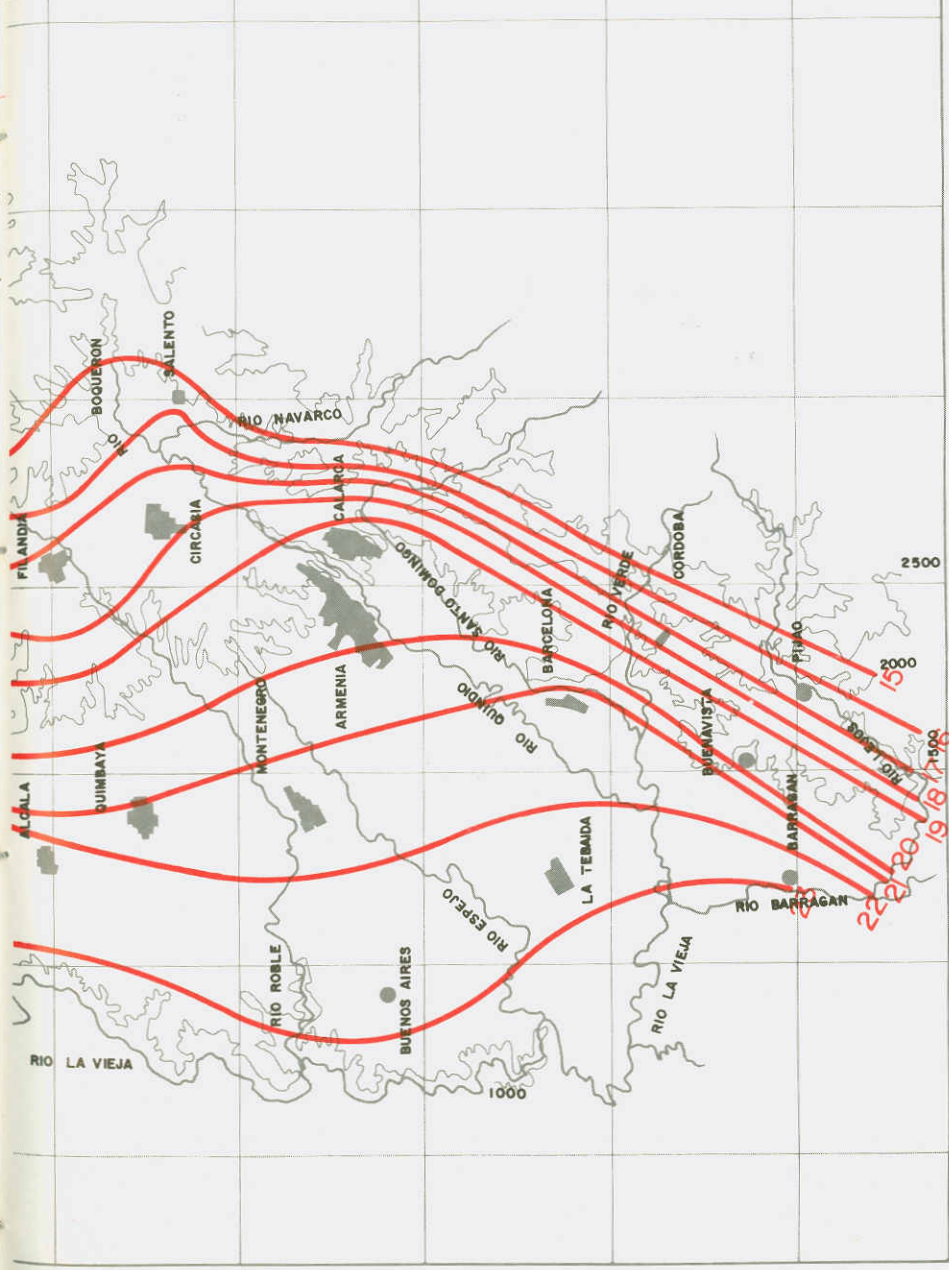 BOQUERON
SALENTO
RIO
RIO NAVARCO
FILANDIA
CIRCASIA
CALARCA
RIO SANTO DOMINGO
CORDOBA
2500
RIO VERDE
BARCELONA
PIJAO
2000
15
ARMENIA
MONTENEGRO
RIO QUINDIO
BUENAVISTA
RIO LEJOS
1500
16
17
18
19
QUIMBAYA
ALCALA
BARRAGAN
LA TEBAIDA
20
21
22
23
RIO BARRAGAN
RIO ESPEJO
RIO ROBLE
BUENOS AIRES
RIO LA VIEJA
RIO LA VIEJA
1000